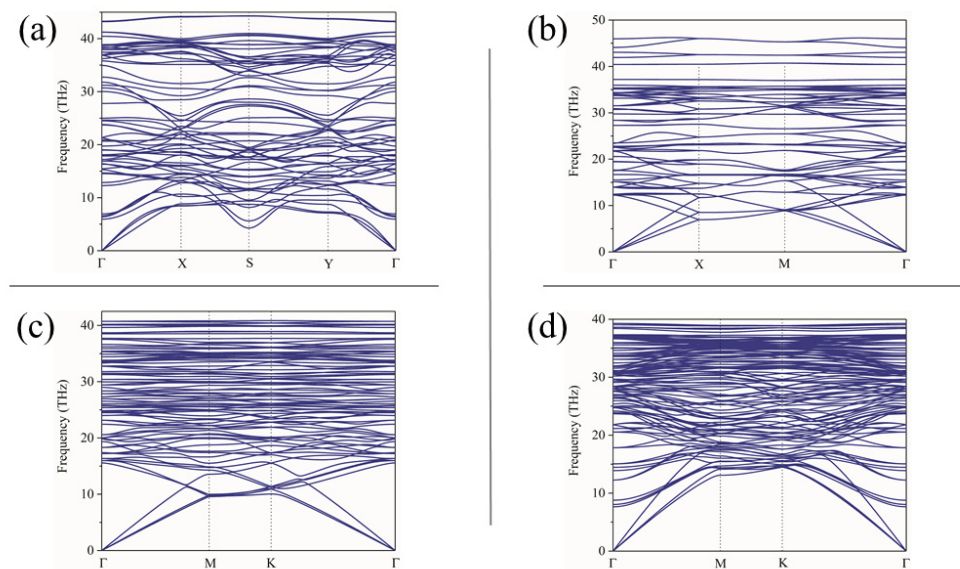 (a)
Frequency (THz)
40
30
20
10
0
Γ X S Y Γ
(b)
Frequency (THz)
50
40
30
20
10
0
Γ X M Γ
(c)
Frequency (THz)
40
30
20
10
0
Γ M K Γ
(d)
Frequency (THz)
40
30
20
10
0
Γ M K Γ